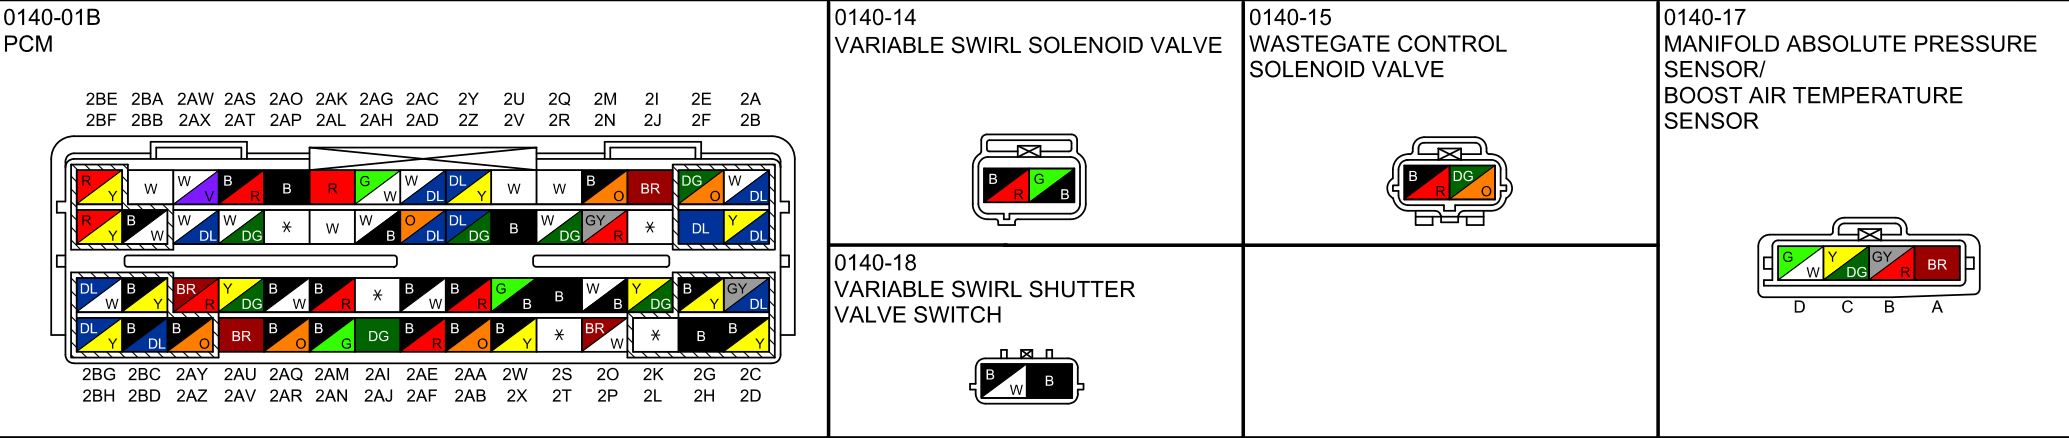 0140-01B
PCM
2BE 2BA 2AW 2AS 2AO 2AK 2AG 2AC 2Y 2U 2Q 2M 2I 2E 2A
2BF 2BB 2AX 2AT 2AP 2AL 2AH 2AD 2Z 2V 2R 2N 2J 2F 2B
R Y W W V B R B R G W W DL DL Y W W B O BR DG O W DL
R Y B W W DL W DG * W W B O DL DL DG B W DG GY R * DL Y DL
DL W B Y BR R Y DG B W B R * B W B R G B B W B Y DG B Y GY DL
DL Y B DL B O BR B O B G DG B R B O B Y * BR W * B B Y
2BG 2BC 2AY 2AU 2AQ 2AM 2AI 2AE 2AA 2W 2S 2O 2K 2G 2C
2BH 2BD 2AZ 2AV 2AR 2AN 2AJ 2AF 2AB 2X 2T 2P 2L 2H 2D
0140-14
VARIABLE SWIRL SOLENOID VALVE
B R G B
0140-15
WASTEGATE CONTROL
SOLENOID VALVE
B R DG O
0140-17
MANIFOLD ABSOLUTE PRESSURE
SENSOR/
BOOST AIR TEMPERATURE
SENSOR
G W Y DG GY R BR
D C B A
0140-18
VARIABLE SWIRL SHUTTER
VALVE SWITCH
B W B